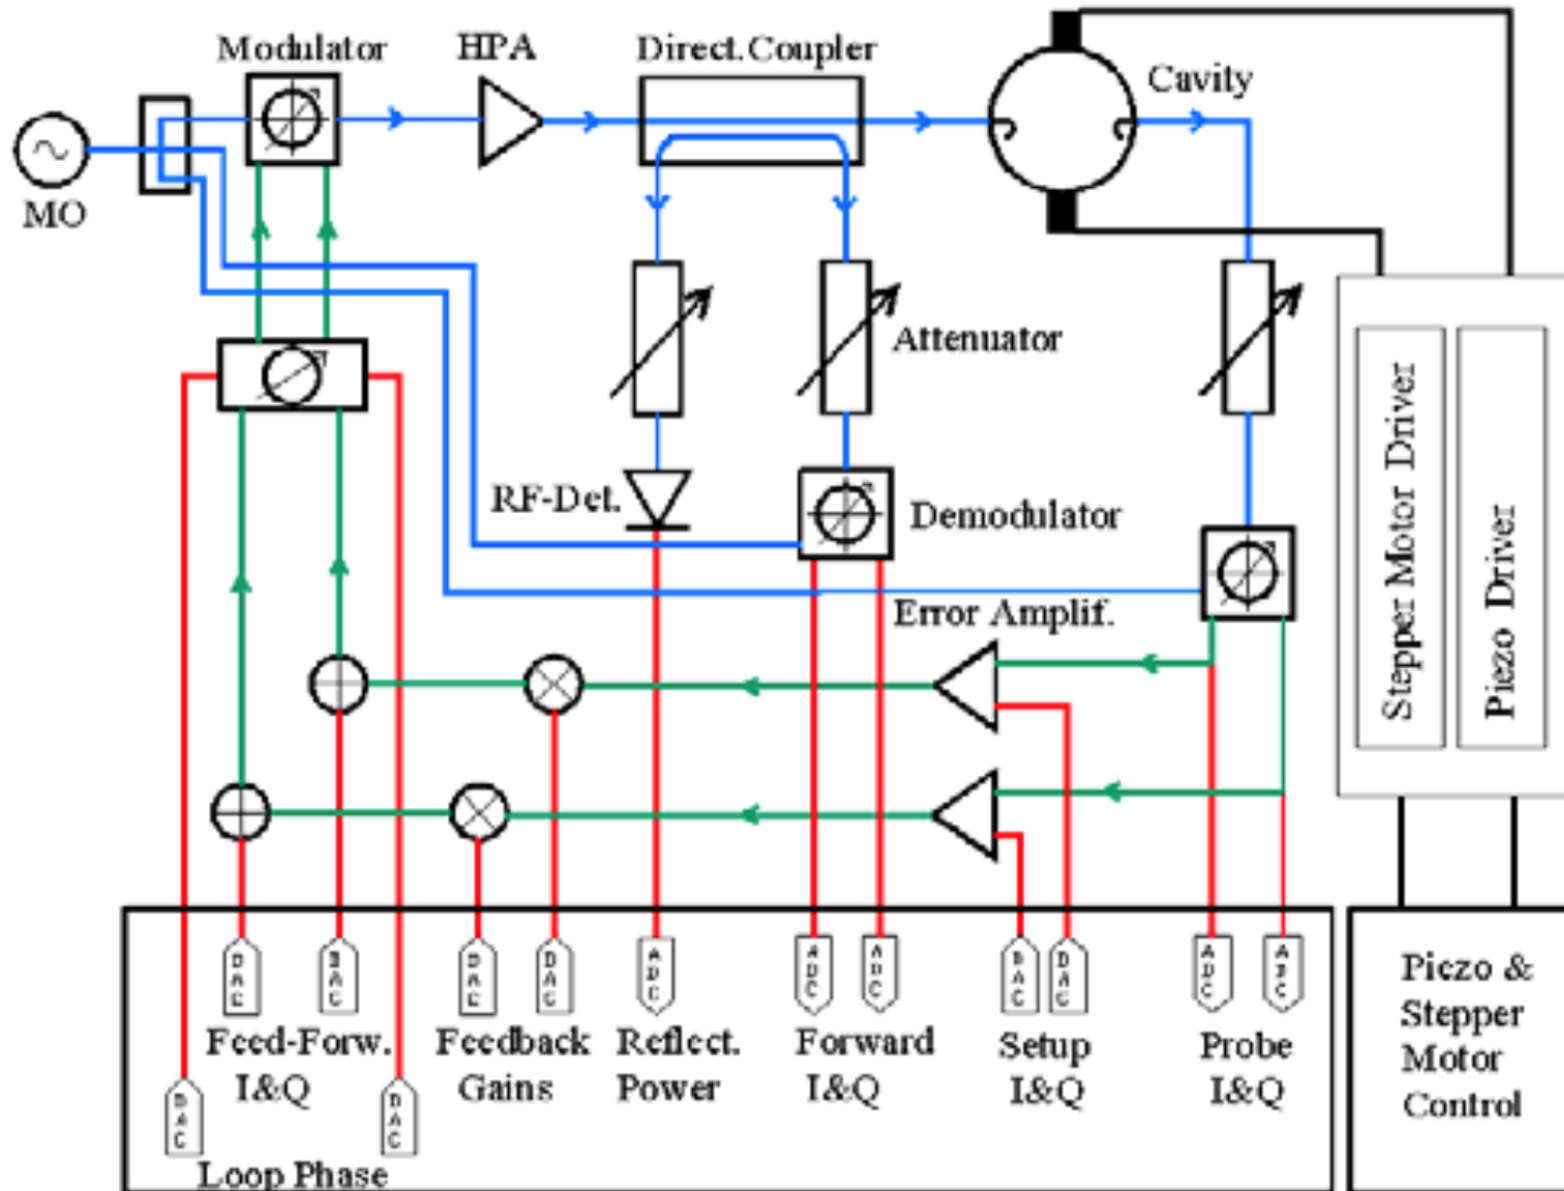 Modulator
HPA
Direct.Coupler
Cavity
MO
Attenuator
RF-Det.
Demodulator
Error Amplif.
Stepper Motor Driver
Piezo Driver
DAC
DAC
DAC
DAC
ADC
ADC
ADC
DAC
DAC
ADC
ADC
Feed-Forw.
I&Q
Feedback
Gains
Reflect.
Power
Forward
I&Q
Setup
I&Q
Probe
I&Q
DAC
DAC
Loop Phase
Piezo &
Stepper
Motor
Control